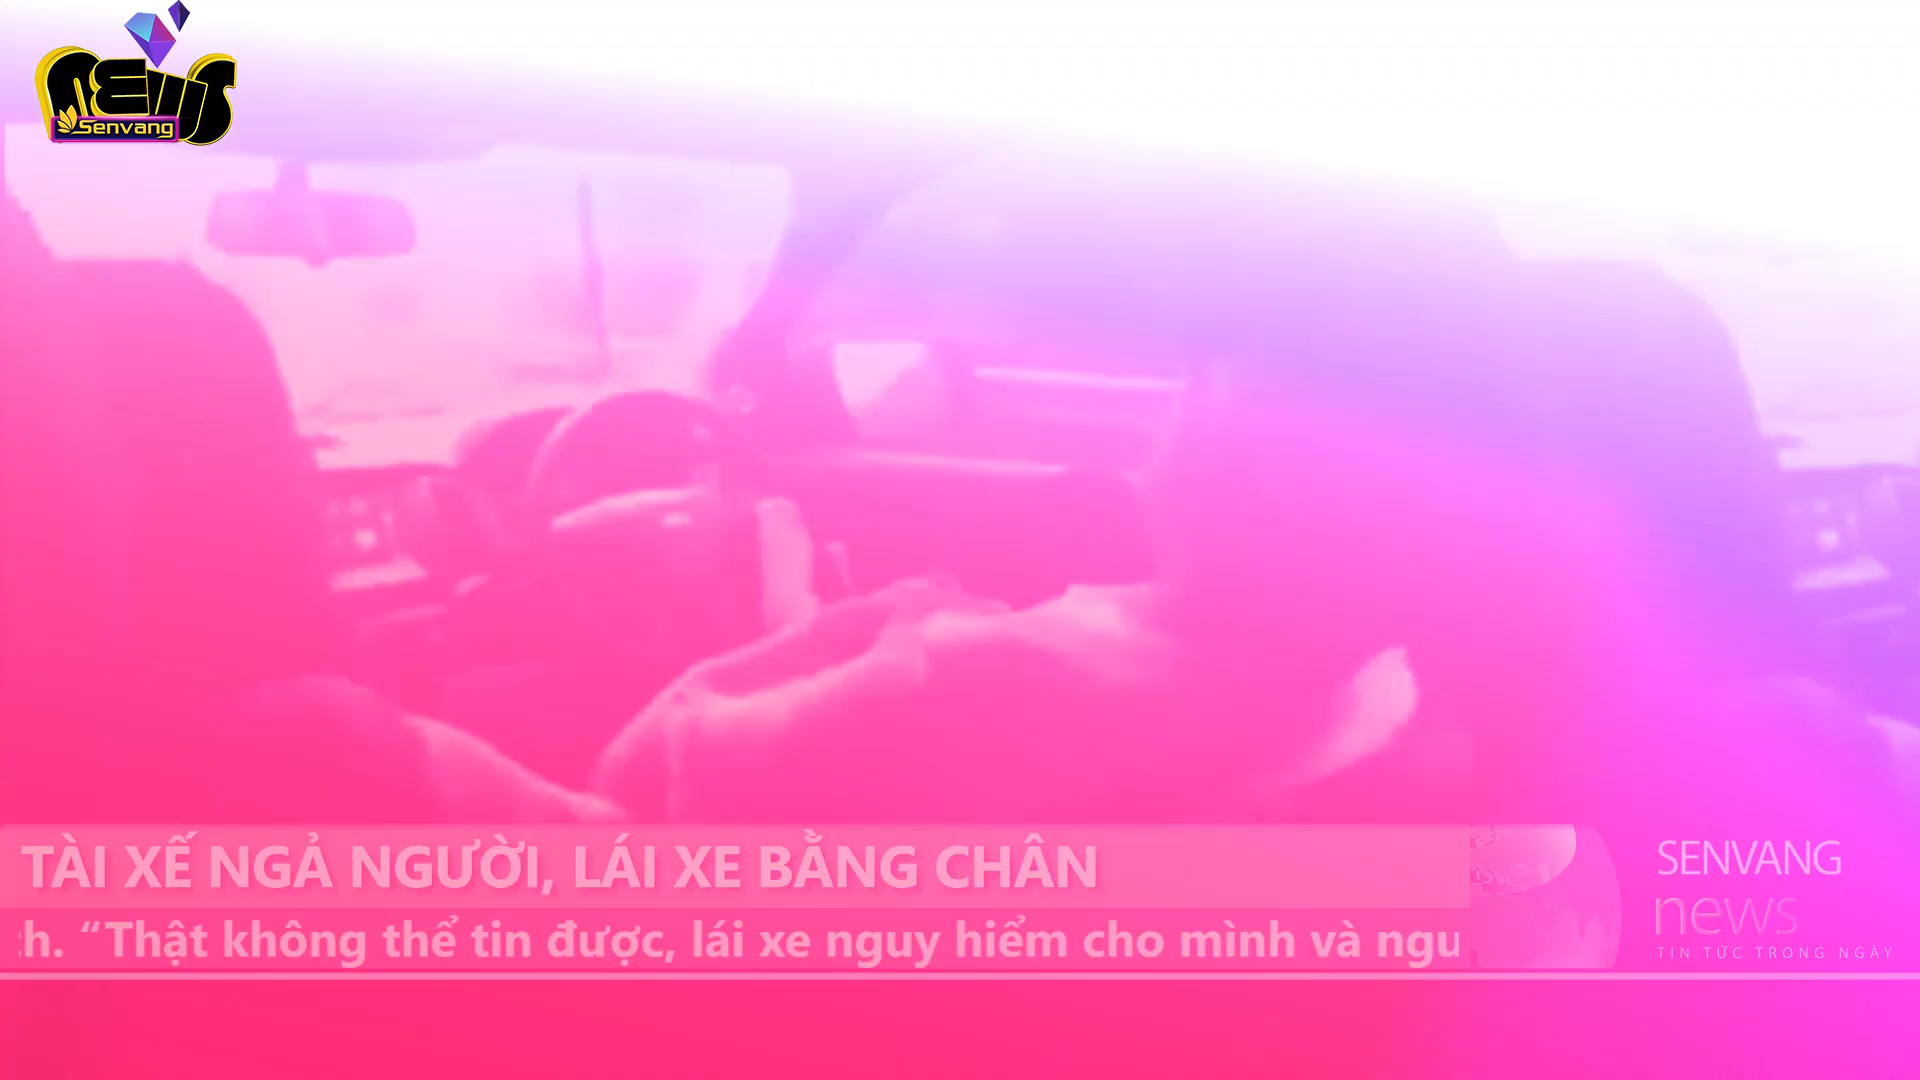 news
Senvang
TÀI XẾ NGẢ NGƯỜI, LÁI XE BẰNG CHÂN
:h. “Thật không thể tin được, lái xe nguy hiểm cho mình và ngu
SENVANG
news
TIN TỨC TRONG NGÀY